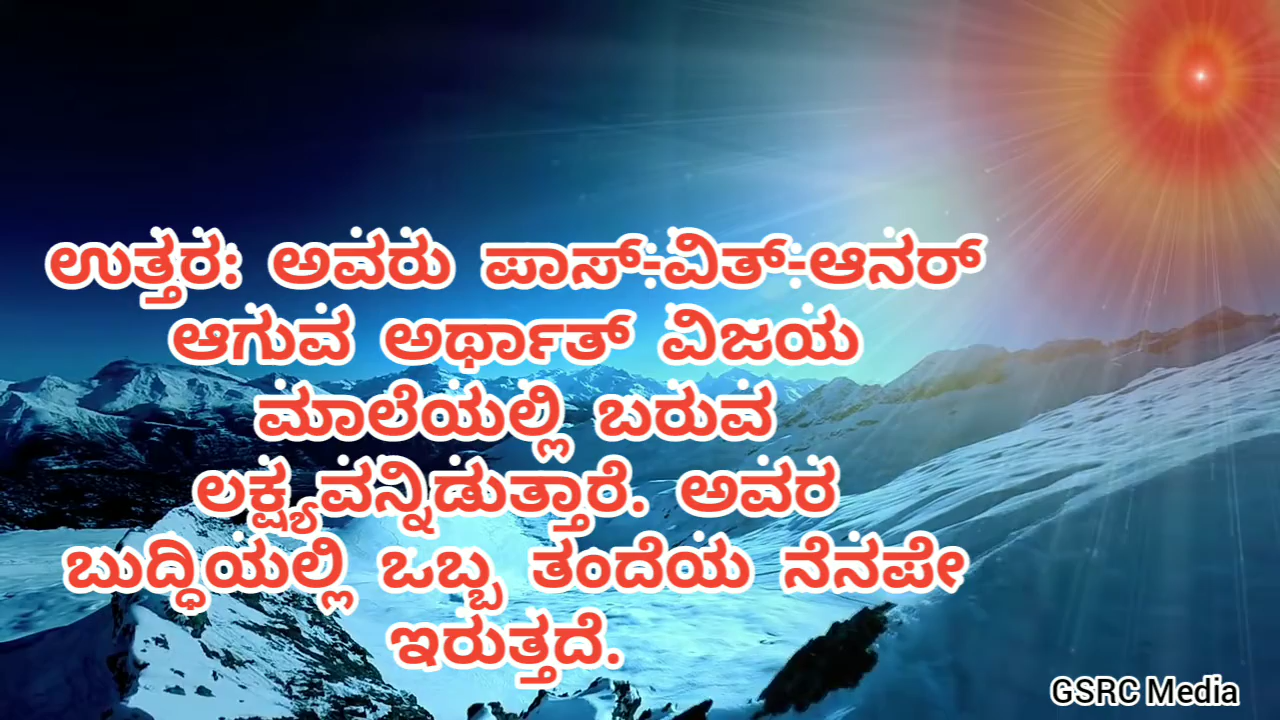 ಉತ್ತರಃ ಅವರು ಪಾಸ್-ವಿತ್-ಆನರ್
ಆಗುವ ಅರ್ಥಾತ್ ವಿಜಯ
ಮಾಲೆಯಲ್ಲಿ ಬರುವ
ಲಕ್ಷ್ಯವನ್ನಿಡುತ್ತಾರೆ. ಅವರ
ಬುದ್ಧಿಯಲ್ಲಿ ಒಬ್ಬ ತಂದೆಯ ನೆನಪೇ
ಇರುತ್ತದೆ.
GSRC Media